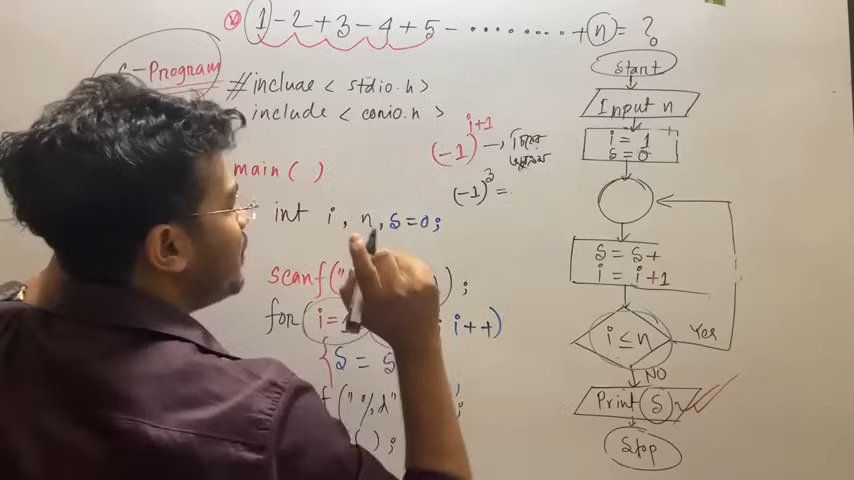 1 - 2 + 3 - 4 + 5 - ......... + n = ?
C-Program
#include < stdio.h >
include < conio.h >
main( )
int i, n, s=0;
scanf("
);
for (i=
; i++)
{ s = s
f("%d"
;
();
(-1)^{i+1} →
(-1)^3 =
Start
Input n
i = 1
s = 0
s = s+
i = i+1
i ≤ n
Yes
NO
Print (s)
Stop